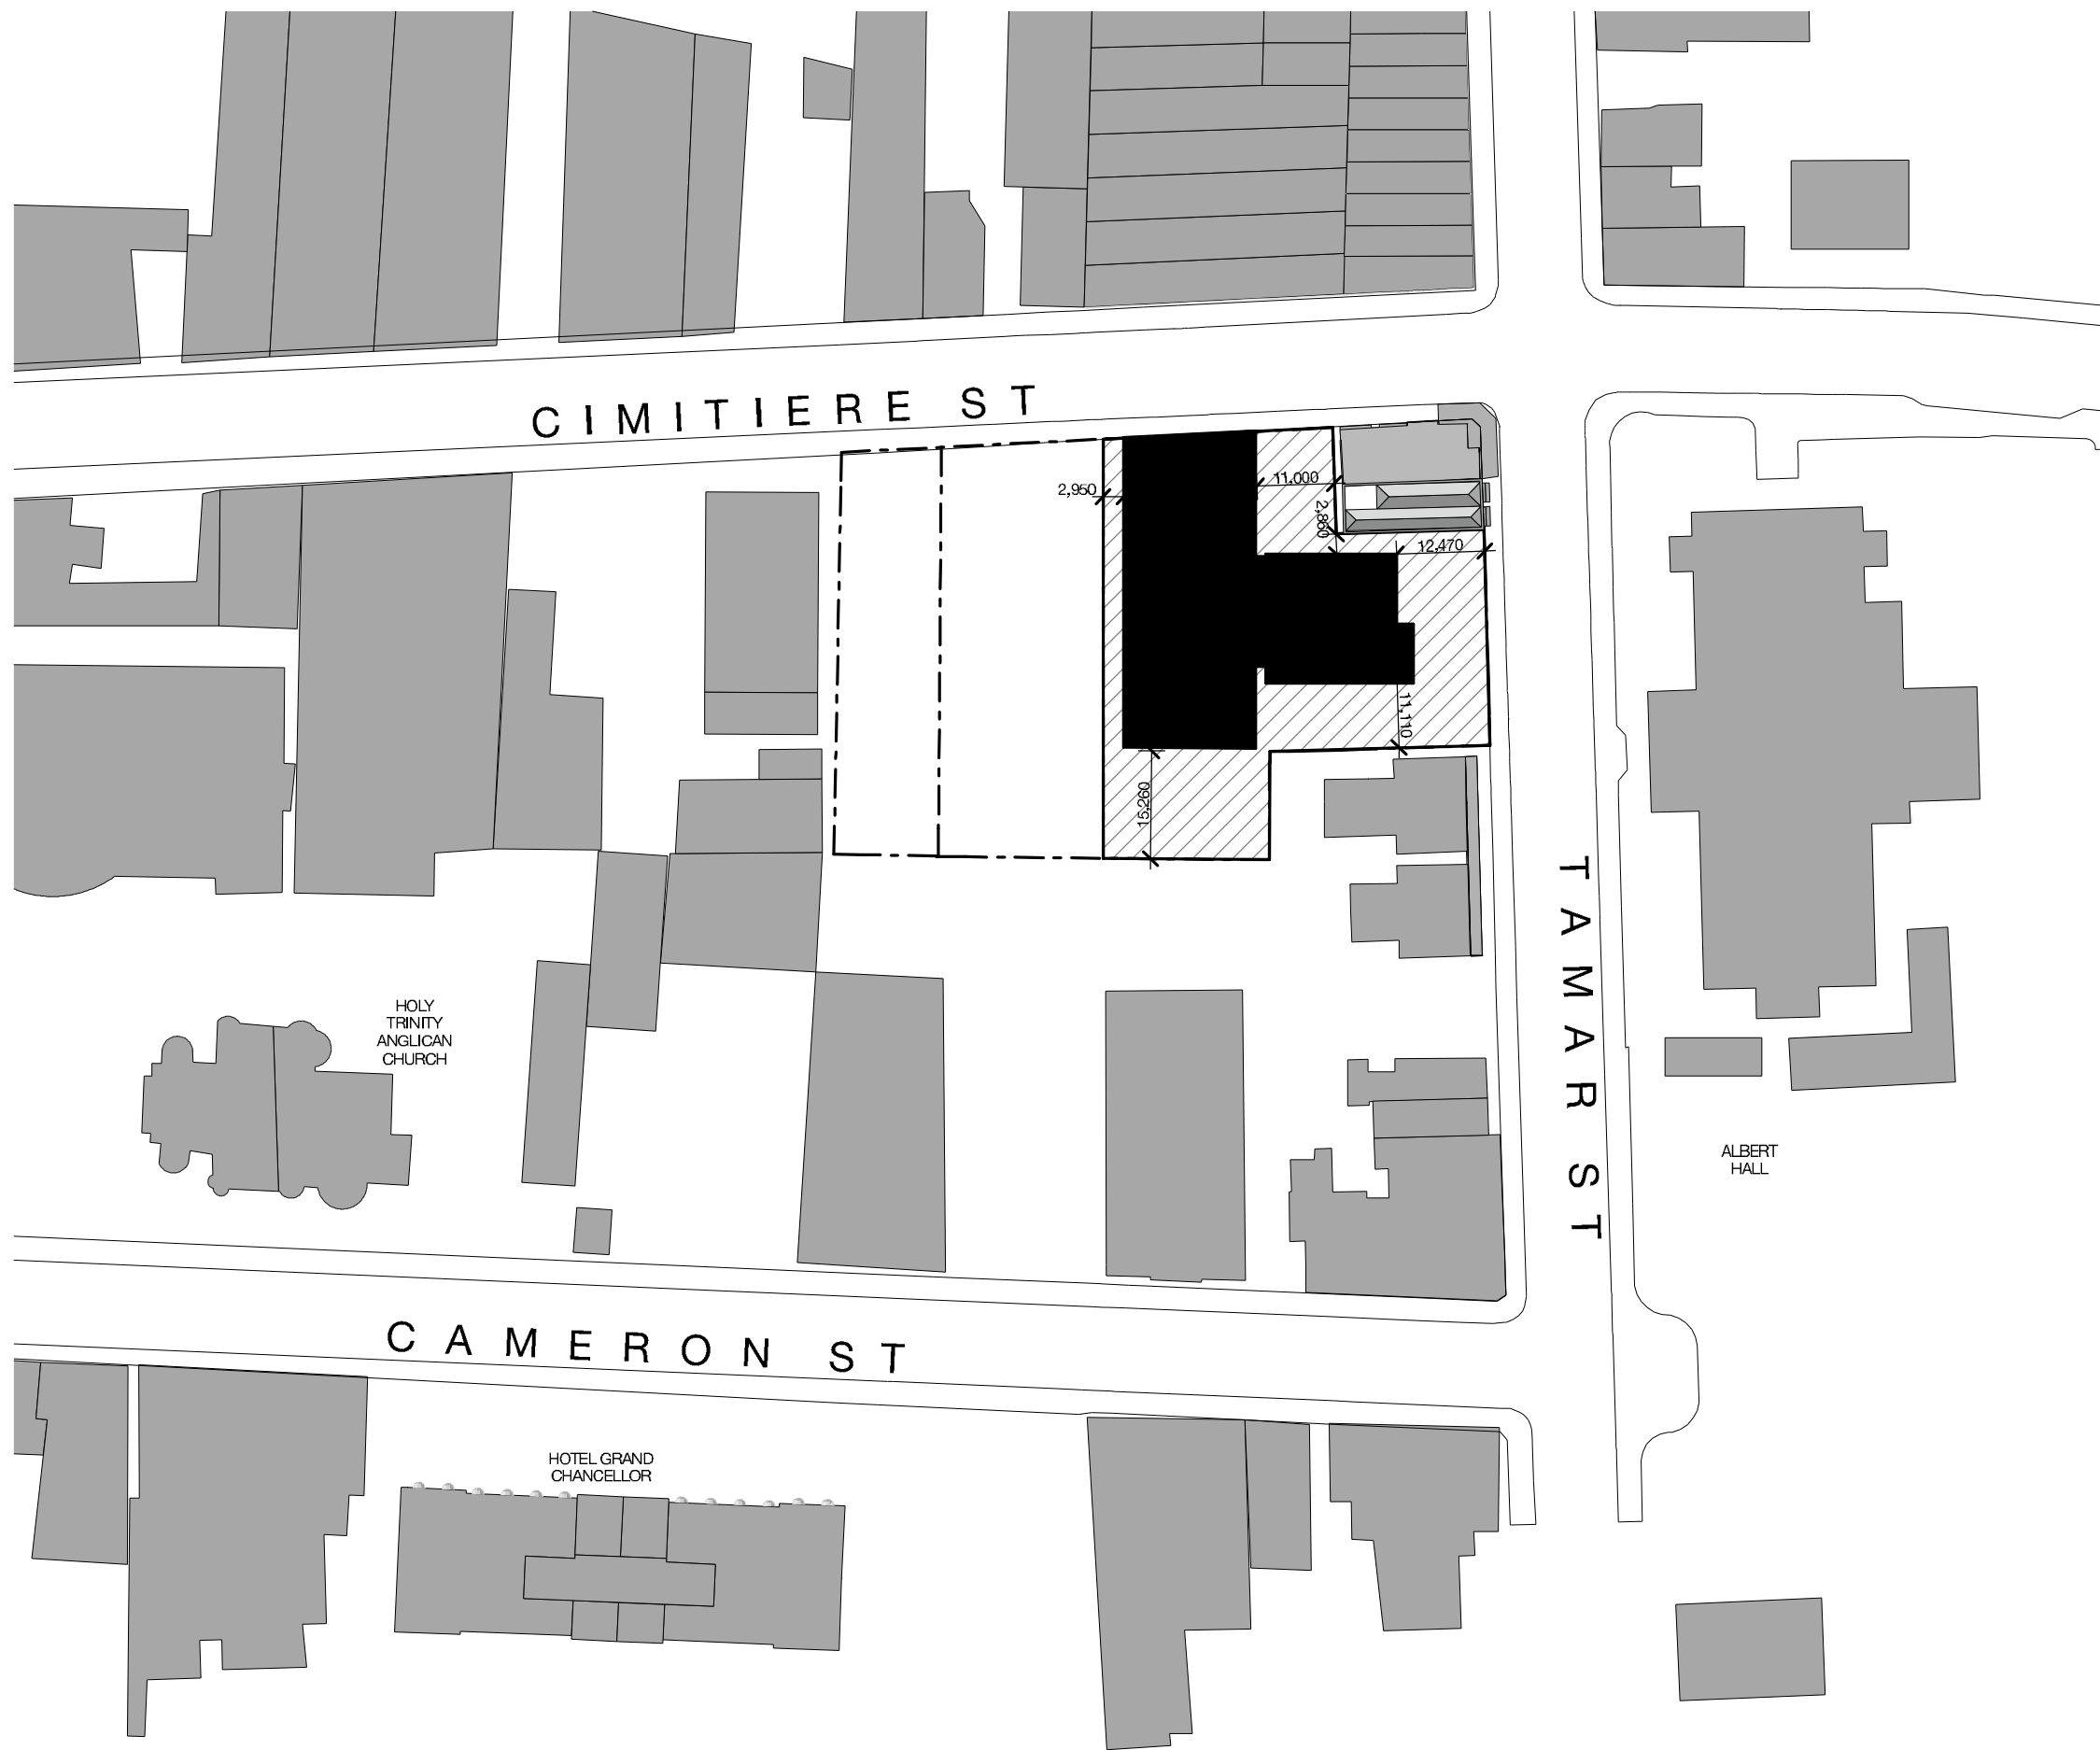 CIMITIERE ST
2,950
11,000
2,860
12,470
11,110
15,260
TAMAR ST
HOLY
TRINITY
ANGLICAN
CHURCH
ALBERT
HALL
CAMERON ST
HOTEL GRAND
CHANCELLOR